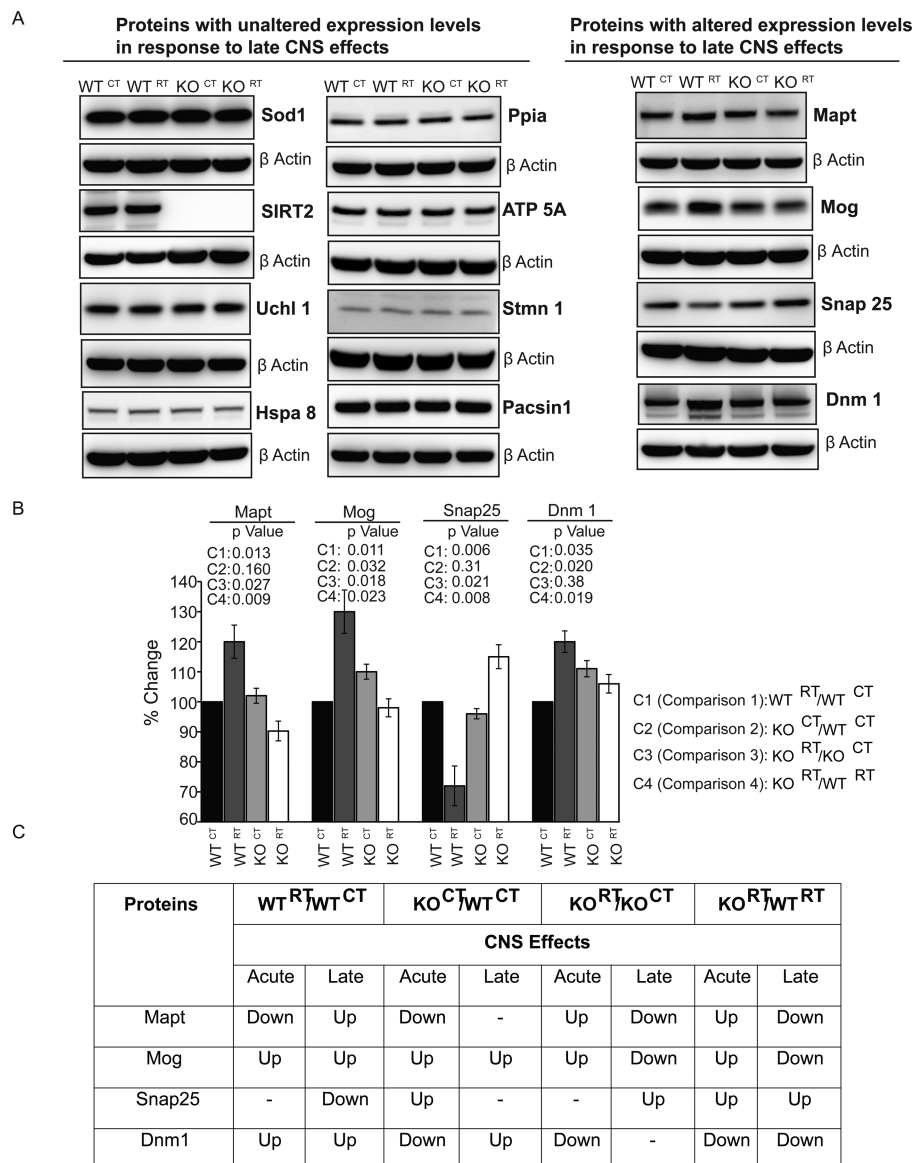 A
Proteins with unaltered expression levels
in response to late CNS effects
Proteins with altered expression levels
in response to late CNS effects
WT CT WT RT KO CT KO RT
Sod1
β Actin
SIRT2
β Actin
Uchl 1
β Actin
Hspa 8
β Actin
WT CT WT RT KO CT KO RT
Ppia
β Actin
ATP 5A
β Actin
Stmn 1
β Actin
Pacsin1
β Actin
WT CT WT RT KO CT KO RT
Mapt
β Actin
Mog
β Actin
Snap 25
β Actin
Dnm 1
β Actin
B
Mapt
p Value
C1: 0.013
C2: 0.160
C3: 0.027
C4: 0.009
Mog
p Value
C1: 0.011
C2: 0.032
C3: 0.018
C4: 0.023
Snap25
p Value
C1: 0.006
C2: 0.31
C3: 0.021
C4: 0.008
Dnm 1
p Value
C1: 0.035
C2: 0.020
C3: 0.38
C4: 0.019
% Change
140
130
120
110
100
90
80
70
60
WT CT WT RT KO CT KO RT
WT CT WT RT KO CT KO RT
WT CT WT RT KO CT KO RT
WT CT WT RT KO CT KO RT
C1 (Comparison 1): WT RT/WT CT
C2 (Comparison 2): KO CT/WT CT
C3 (Comparison 3): KO RT/KO CT
C4 (Comparison 4): KO RT/WT RT
C
Proteins WT RT/WT CT KO CT/WT CT KO RT/KO CT KO RT/WT RT
CNS Effects
Acute Late Acute Late Acute Late Acute Late
Mapt Down Up Down - Up Down Up Down
Mog Up Up Up Up Up Down Up Down
Snap25 - Down Up - - Up Up Up
Dnm1 Up Up Down Up Down - Down Down